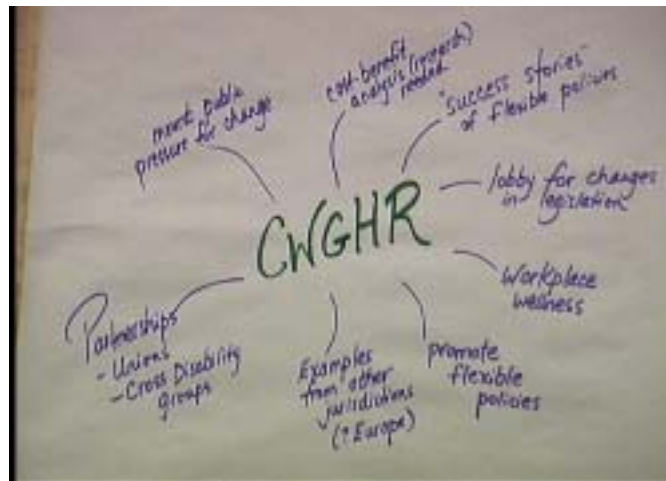 mount public
pressure for change
cost-benefit
analysis (research)
needed
"success stories"
of flexible policies
lobby for changes
in legislation
CWGHR
Workplace
wellness
promote
flexible
policies
Examples
from other
jurisdictions
(? Europe)
Partnerships
- Unions
- Cross Disability
groups